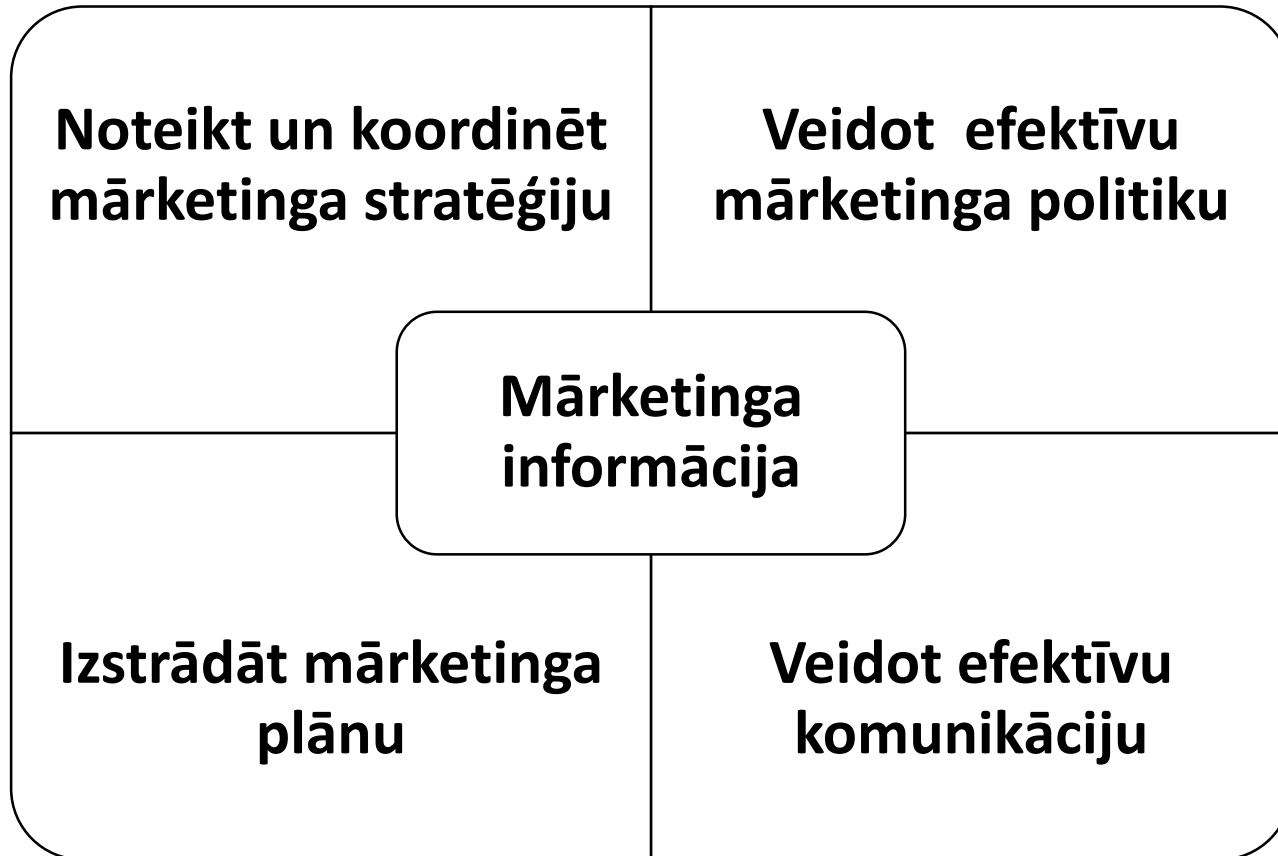 Noteikt un koordinēt
mārketinga stratēģiju
Veidot efektīvu
mārketinga politiku
Mārketinga
informācija
Izstrādāt mārketinga
plānu
Veidot efektīvu
komunikāciju